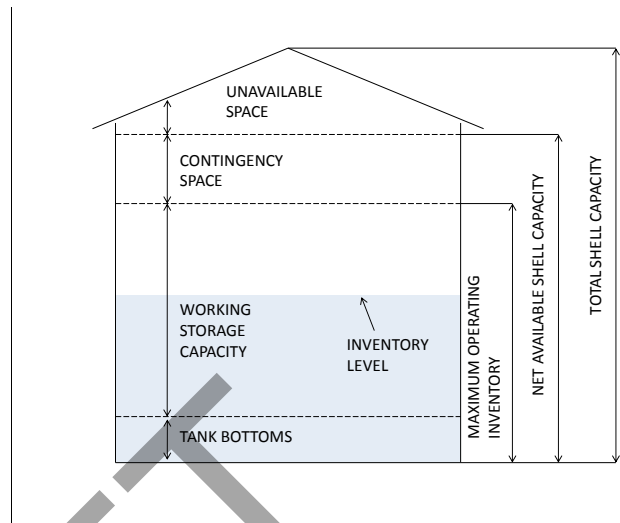 UNAVAILABLE
SPACE
CONTINGENCY
SPACE
WORKING
STORAGE
CAPACITY
INVENTORY
LEVEL
TANK BOTTOMS
MAXIMUM OPERATING
INVENTORY
NET AVAILABLE SHELL CAPACITY
TOTAL SHELL CAPACITY